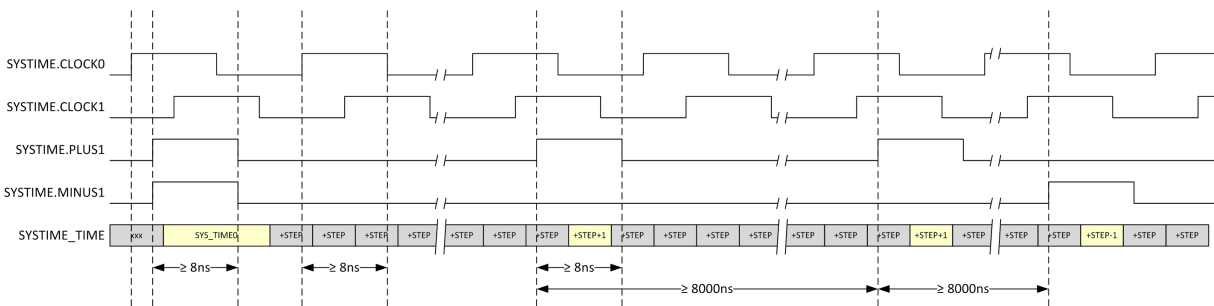 SYSTIME.CLOCK0
SYSTIME.CLOCK1
SYSTIME.PLUS1
SYSTIME.MINUS1
SYSTIME_TIME xxx SYS_TIME0 +STEP +STEP +STEP +STEP +STEP +STEP +STEP +STEP+1 +STEP +STEP +STEP +STEP +STEP +STEP +STEP +STEP+1 +STEP +STEP +STEP +STEP-1 +STEP +STEP
≥ 8ns ≥ 8ns ≥ 8ns
≥ 8000ns ≥ 8000ns